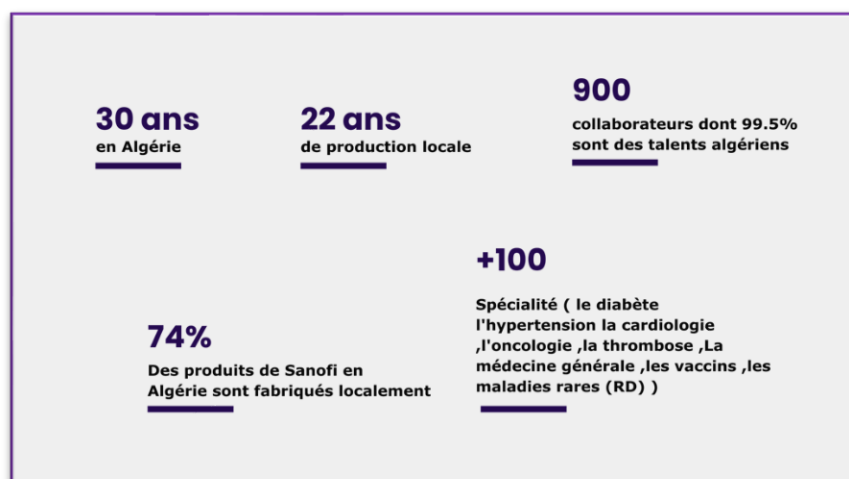 30 ans
en Algérie
22 ans
de production locale
900
collaborateurs dont 99.5%
sont des talents algériens
74%
Des produits de Sanofi en
Algérie sont fabriqués localement
+100
Spécialité ( le diabète
l'hypertension la cardiologie
,l'oncologie ,la thrombose ,La
médecine générale ,les vaccins ,les
maladies rares (RD) )